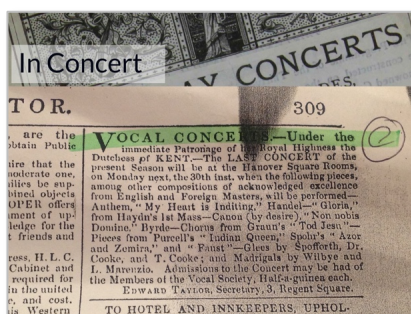 In Concert
AY CONCERTS
TOR.
309
, are the
obtain Public
uire that the
moderate one,
ilies be sup-
bined objects
OPER offers
ment of up-
ledge for the
t friends and
ress, H.L.C.
Cabinet and
required for
in the united
e, and cost.
is Western
VOCAL CONCERTS.—Under the
immediate Patronage of her Royal Highness the
Dutchess of KENT.—The LAST CONCERT of the
present Season will be at the Hanover Square Rooms,
on Monday next, the 30th inst. when the following pieces,
among other compositions of acknowledged excellence
from English and Foreign Masters, will be performed.—
Anthem, "My Heart is Inditing," Handel—"Gloria,"
from Haydn's 1st Mass—Canon (by desire), "Non nobis
Domine," Byrde—Chorus from Graun's "Tod Jesu"—
Pieces from Purcell's "Indian Queen," Spohr's "Azor
and Zemira," and "Faust"—Glees by Spofforth, Dr.
Cooke, and T. Cooke; and Madrigals by Wilbye and
L. Marenzio. Admissions to the Concert may be had of
the Members of the Vocal Society, Half-a-guinea each.
EDWARD TAYLOR, Secretary, 3, Regent Square.
TO HOTEL AND INNKEEPERS, UPHOL-
2